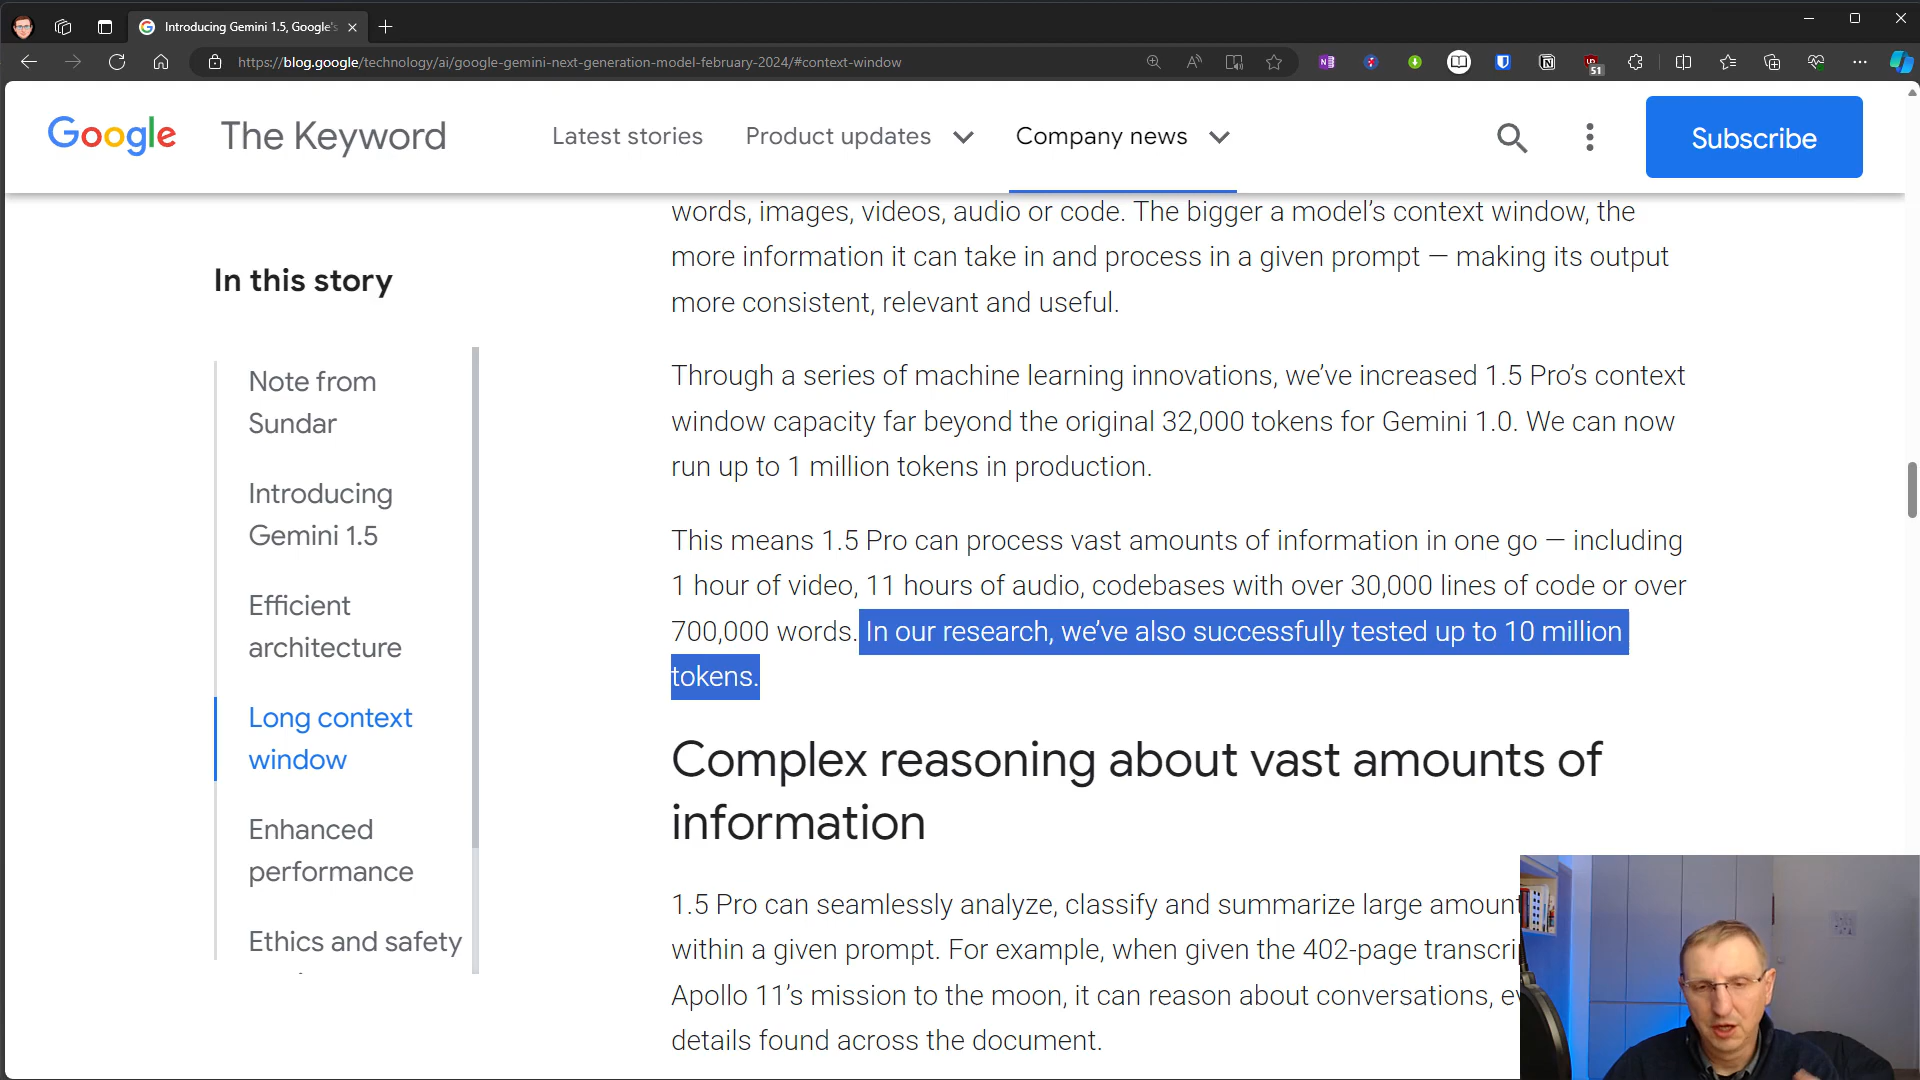 Introducing Gemini 1.5, Google's
https://blog.google/technology/ai/google-gemini-next-generation-model-february-2024/#context-window
51
Google The Keyword
Latest stories
Product updates
Company news
Subscribe
In this story
Note from
Sundar
Introducing
Gemini 1.5
Efficient
architecture
Long context
window
Enhanced
performance
Ethics and safety
words, images, videos, audio or code. The bigger a model’s context window, the
more information it can take in and process in a given prompt — making its output
more consistent, relevant and useful.
Through a series of machine learning innovations, we’ve increased 1.5 Pro’s context
window capacity far beyond the original 32,000 tokens for Gemini 1.0. We can now
run up to 1 million tokens in production.
This means 1.5 Pro can process vast amounts of information in one go — including
1 hour of video, 11 hours of audio, codebases with over 30,000 lines of code or over
700,000 words. In our research, we’ve also successfully tested up to 10 million
tokens.
Complex reasoning about vast amounts of
information
1.5 Pro can seamlessly analyze, classify and summarize large amount
within a given prompt. For example, when given the 402-page transcri
Apollo 11’s mission to the moon, it can reason about conversations, ev
details found across the document.